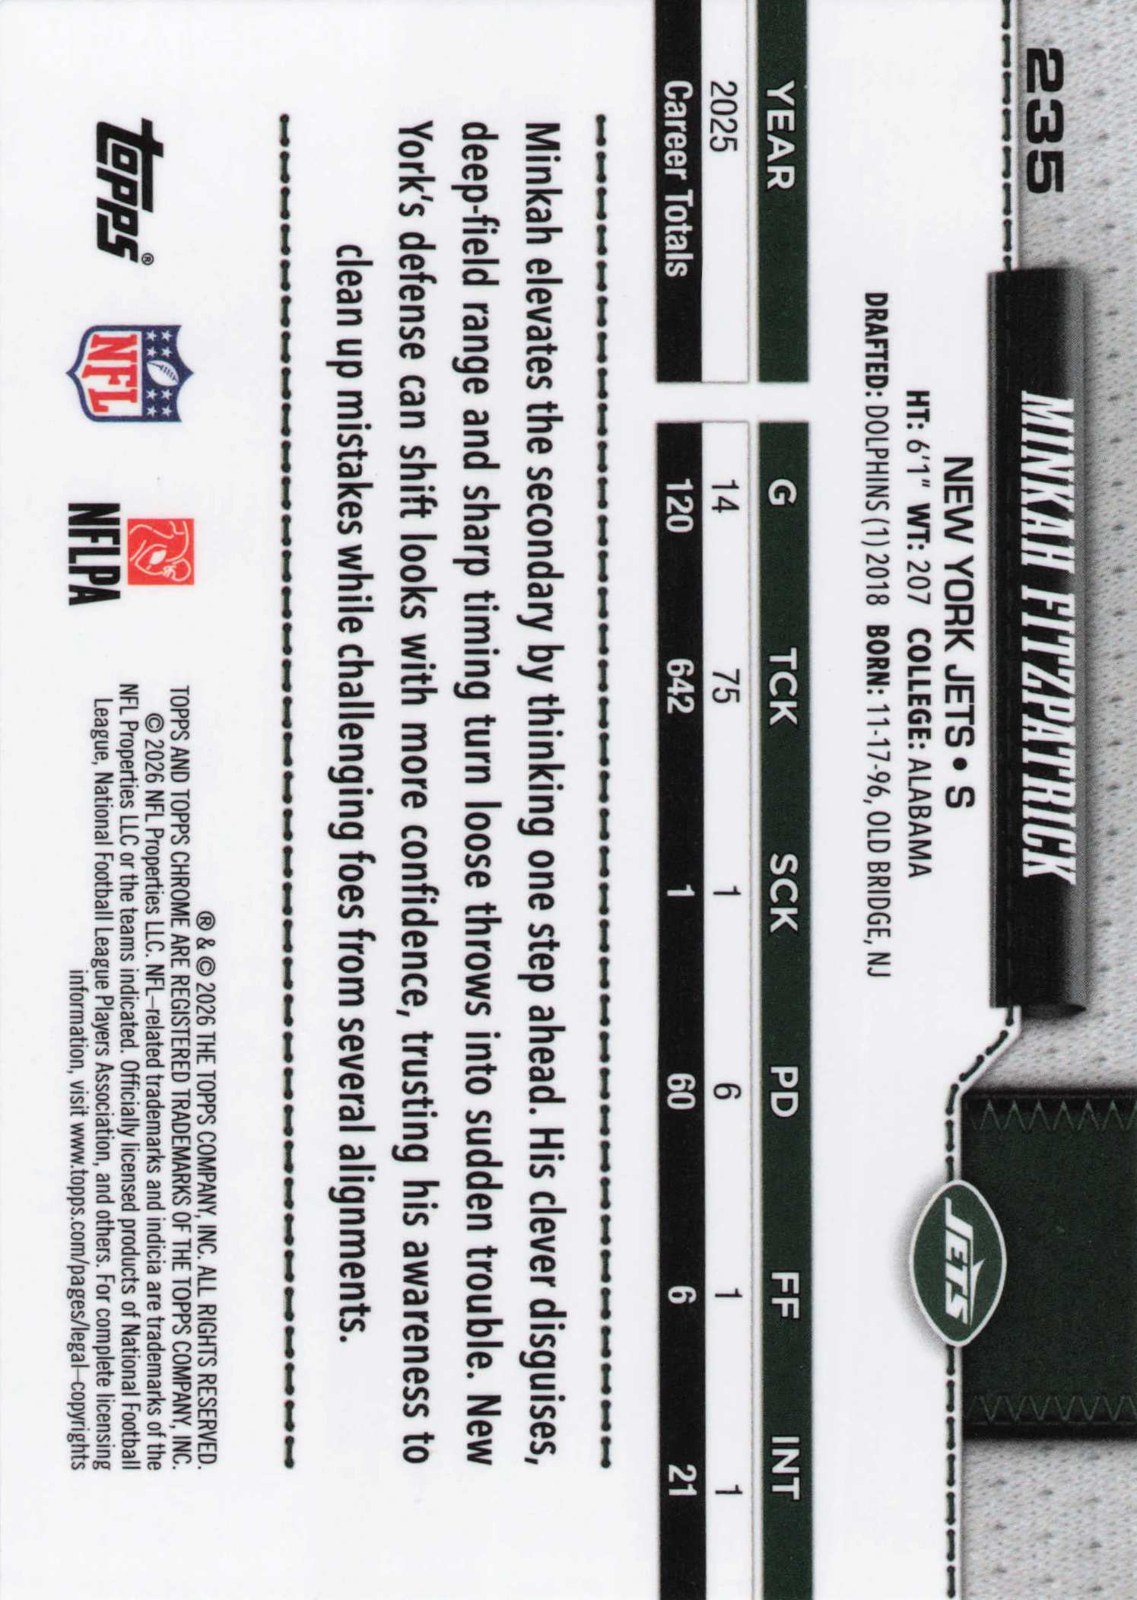 235
MINKAH FITZPATRICK
JETS
NEW YORK JETS • S
HT: 6'1" WT: 207 COLLEGE: ALABAMA
DRAFTED: DOLPHINS (1) 2018 BORN: 11-17-96, OLD BRIDGE, NJ
YEAR G TCK SCK PD FF INT
2025 14 75 1 6 1 1
Career Totals 120 642 1 60 6 21
Minkah elevates the secondary by thinking one step ahead. His clever disguises,
deep-field range and sharp timing turn loose throws into sudden trouble. New
York's defense can shift looks with more confidence, trusting his awareness to
clean up mistakes while challenging foes from several alignments.
topps®
NFL
NFLPA
® & © 2026 THE TOPPS COMPANY, INC. ALL RIGHTS RESERVED.
TOPPS AND TOPPS CHROME ARE REGISTERED TRADEMARKS OF THE TOPPS COMPANY, INC.
© 2026 NFL Properties LLC. NFL-related trademarks and indicia are trademarks of the
NFL Properties LLC or the teams indicated. Officially licensed products of National Football
League, National Football League Players Association, and others. For complete licensing
information, visit www.topps.com/pages/legal-copyrights